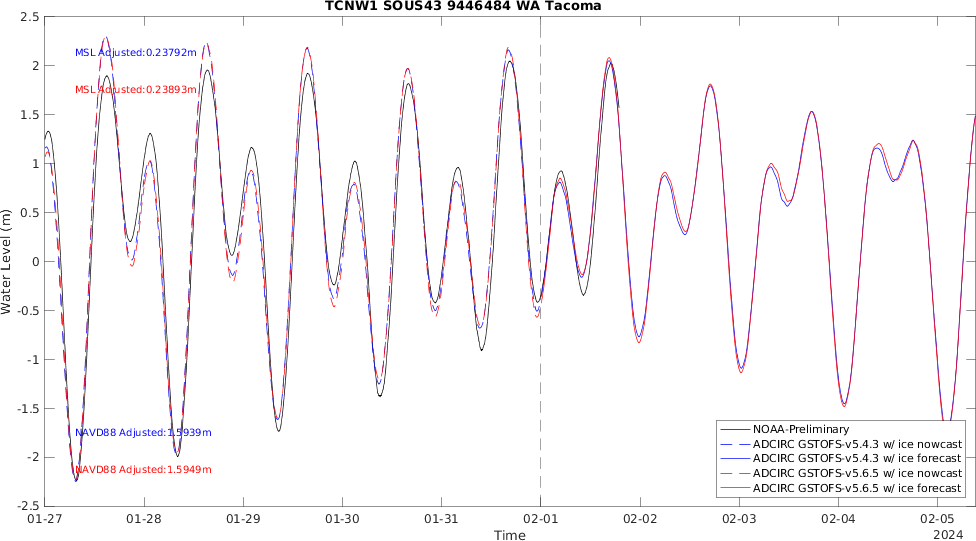 TCNW1 SOUS43 9446484 WA Tacoma
2.5
2
1.5
1
0.5
0
-0.5
-1
-1.5
-2
-2.5
Water Level (m)
MSL Adjusted:0.23792m
MSL Adjusted:0.23893m
NAVD88 Adjusted:1.5939m
NAVD88 Adjusted:1.5949m
NOAA-Preliminary
ADCIRC GSTOFS-v5.4.3 w/ ice nowcast
ADCIRC GSTOFS-v5.4.3 w/ ice forecast
ADCIRC GSTOFS-v5.6.5 w/ ice nowcast
ADCIRC GSTOFS-v5.6.5 w/ ice forecast
01-27 01-28 01-29 01-30 01-31 02-01 02-02 02-03 02-04 02-05
Time
2024